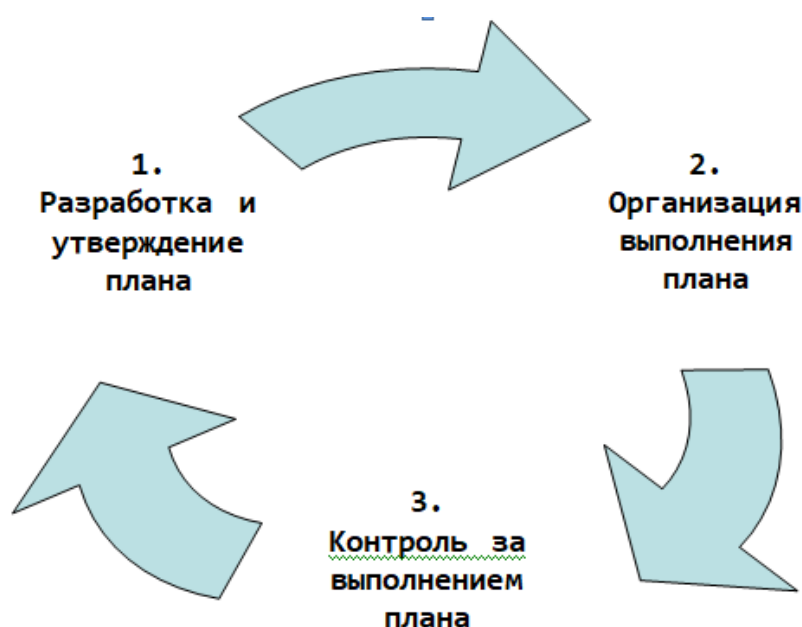 1.
Разработка и
утверждение
плана
2.
Организация
выполнения
плана
3.
Контроль за
выполнением
плана